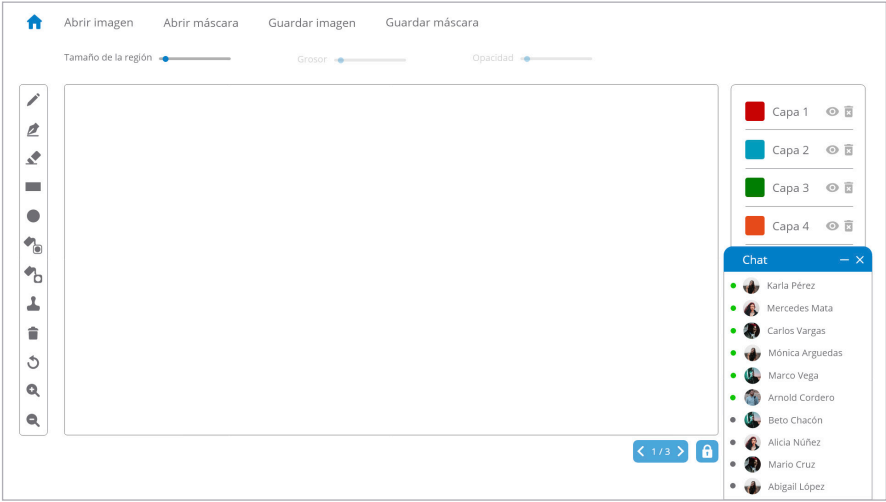 Abrir imagen Abrir máscara Guardar imagen Guardar máscara
Tamaño de la región Grosor Opacidad
Capa 1
Capa 2
Capa 3
Capa 4
Chat
Karla Pérez
Mercedes Mata
Carlos Vargas
Mónica Arguedas
Marco Vega
Arnold Cordero
Beto Chacón
Alicia Núñez
Mario Cruz
Abigail López
1 / 3